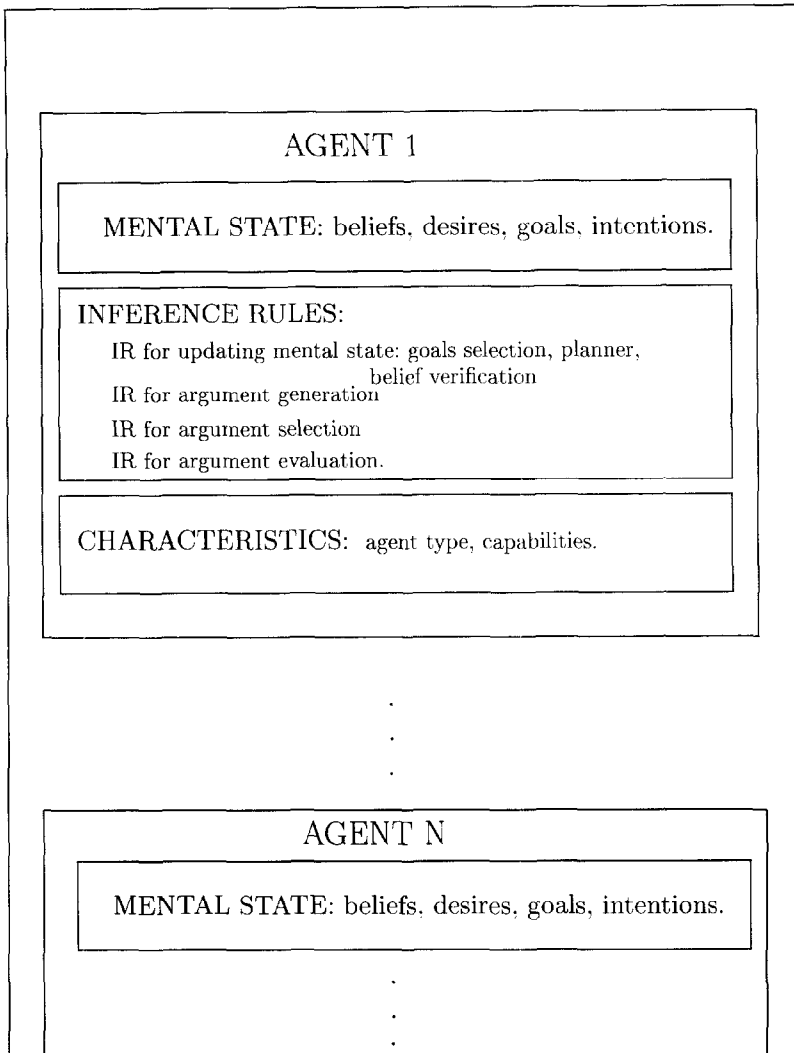 AGENT 1
MENTAL STATE: beliefs, desires, goals, intentions.
INFERENCE RULES:
IR for updating mental state: goals selection, planner,
belief verification
IR for argument generation
IR for argument selection
IR for argument evaluation.
CHARACTERISTICS: agent type, capabilities.
.
.
.
AGENT N
MENTAL STATE: beliefs, desires, goals, intentions.
.
.
.